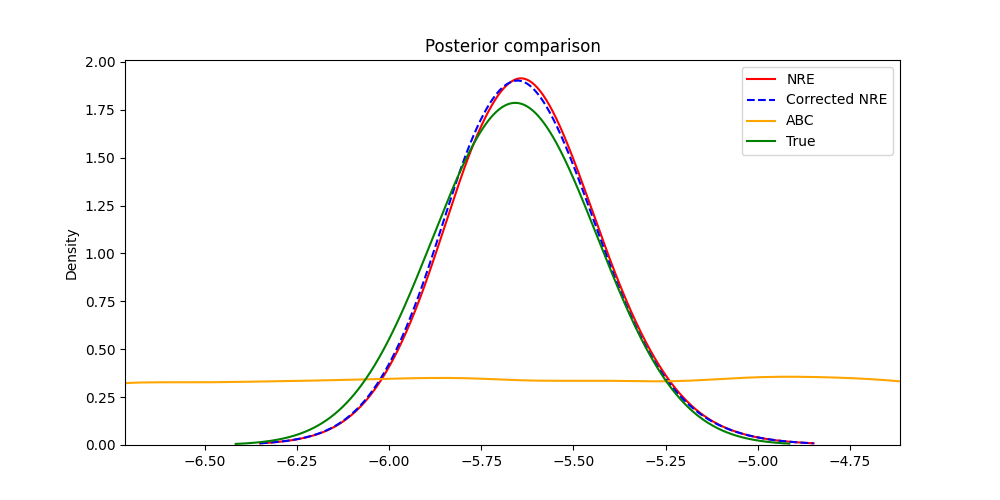 Posterior comparison
NRE
Corrected NRE
ABC
True
Density
2.00
1.75
1.50
1.25
1.00
0.75
0.50
0.25
0.00
−6.50 −6.25 −6.00 −5.75 −5.50 −5.25 −5.00 −4.75